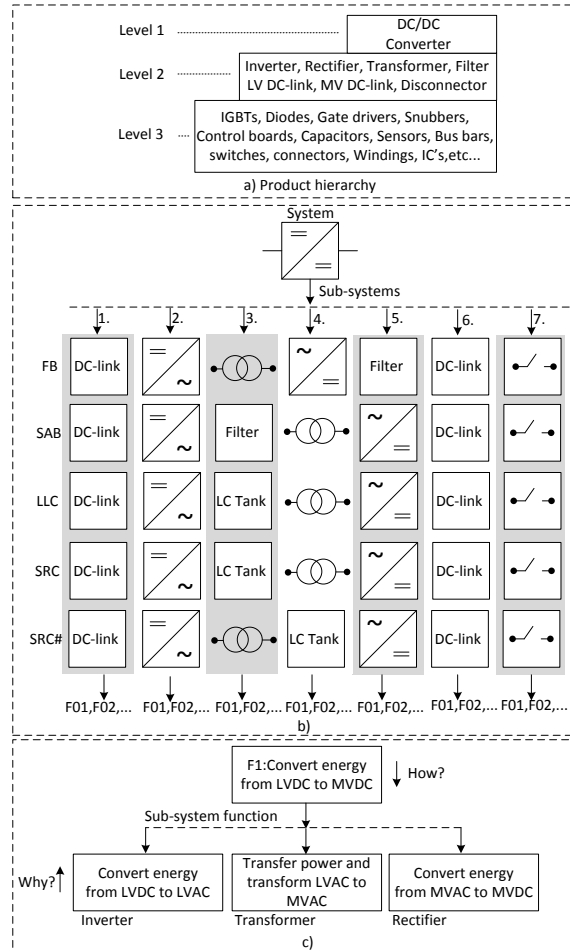 Level 1
DC/DC
Converter
Level 2
Inverter, Rectifier, Transformer, Filter
LV DC-link, MV DC-link, Disconnector
Level 3
IGBTs, Diodes, Gate drivers, Snubbers,
Control boards, Capacitors, Sensors, Bus bars,
switches, connectors, Windings, IC's,etc...
a) Product hierarchy
System
Sub-systems
1. 2. 3. 4. 5. 6. 7.
FB DC-link ~ ~ Filter DC-link
SAB DC-link ~ Filter ~ DC-link
LLC DC-link ~ LC Tank ~ DC-link
SRC DC-link ~ LC Tank ~ DC-link
SRC# DC-link ~ LC Tank ~ DC-link
F01,F02,... F01,F02,... F01,F02,... F01,F02,... F01,F02,... F01,F02,... F01,F02,...
b)
F1:Convert energy
from LVDC to MVDC
How?
Sub-system function
Why?
Convert energy
from LVDC to LVAC
Transfer power and
transform LVAC to
MVAC
Convert energy
from MVAC to MVDC
Inverter Transformer Rectifier
c)